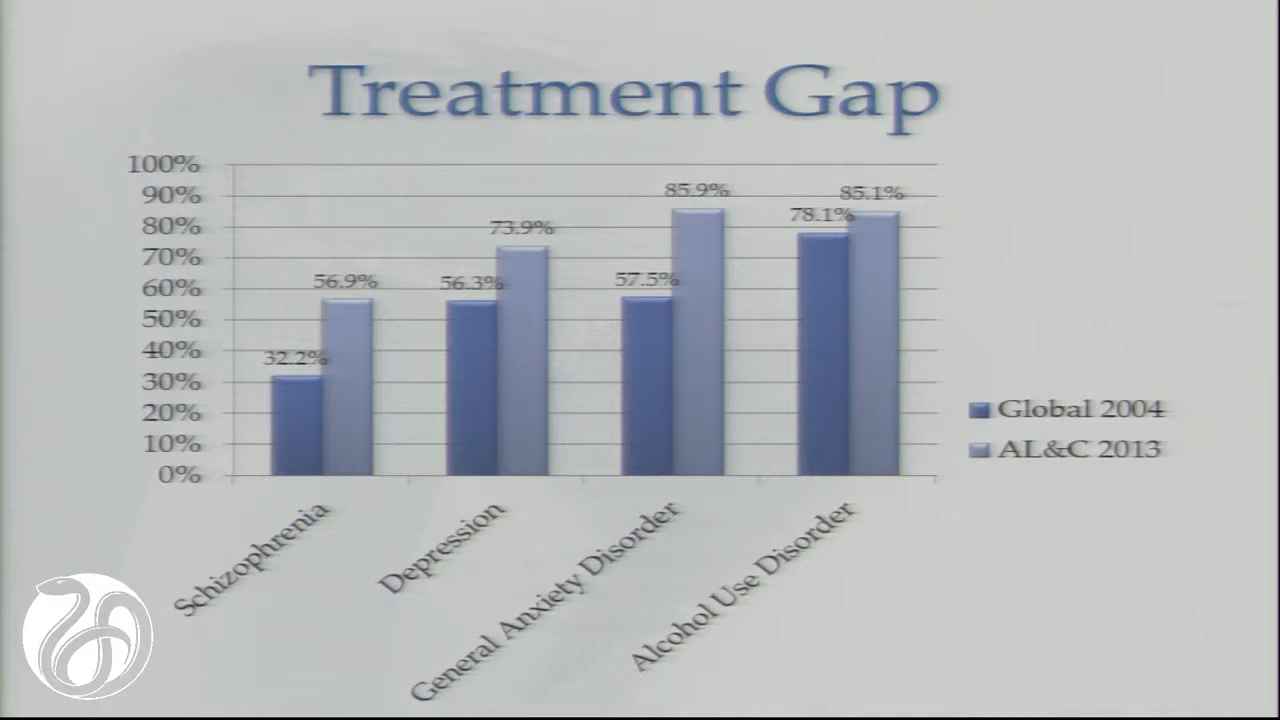 Treatment Gap
100%
90%
80%
70%
60%
50%
40%
30%
20%
10%
0%
32.2%
56.9%
56.3%
73.9%
57.5%
85.9%
78.1%
85.1%
Schizophrenia
Depression
General Anxiety Disorder
Alcohol Use Disorder
Global 2004
AL&C 2013